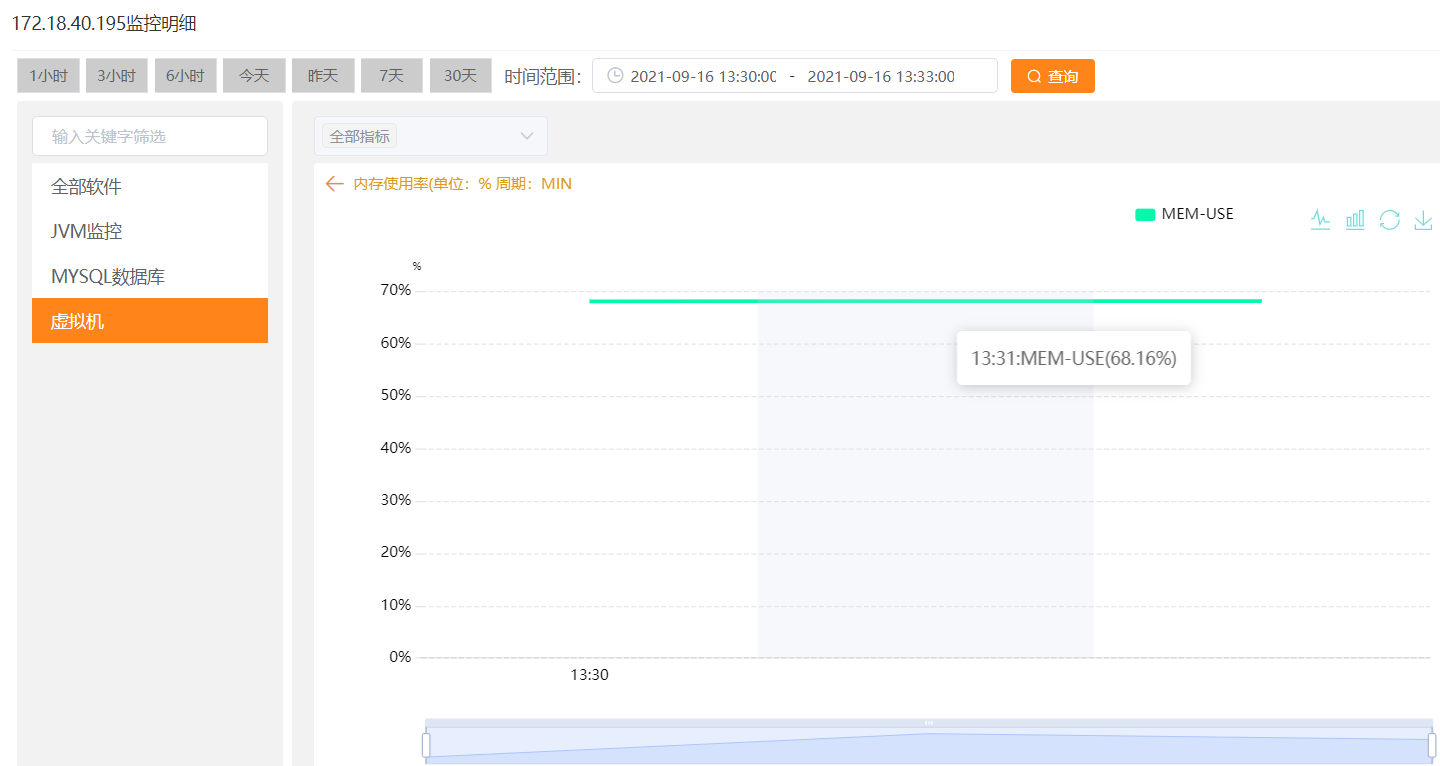 172.18.40.195监控明细
1小时 3小时 6小时 今天 昨天 7天 30天 时间范围： 2021-09-16 13:30:00 - 2021-09-16 13:33:00 查询
输入关键字筛选
全部软件
JVM监控
MYSQL数据库
虚拟机
全部指标
内存使用率(单位：% 周期：MIN
MEM-USE
%
70%
60%
13:31:MEM-USE(68.16%)
50%
40%
30%
20%
10%
0%
13:30